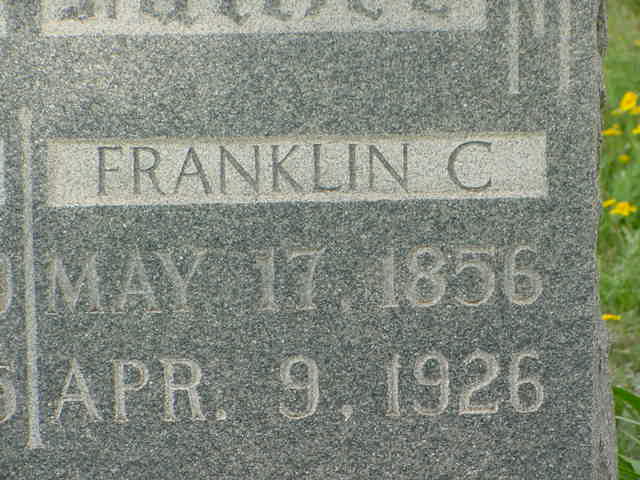 FRANKLIN C
MAY 17, 1856
APR. 9, 1926